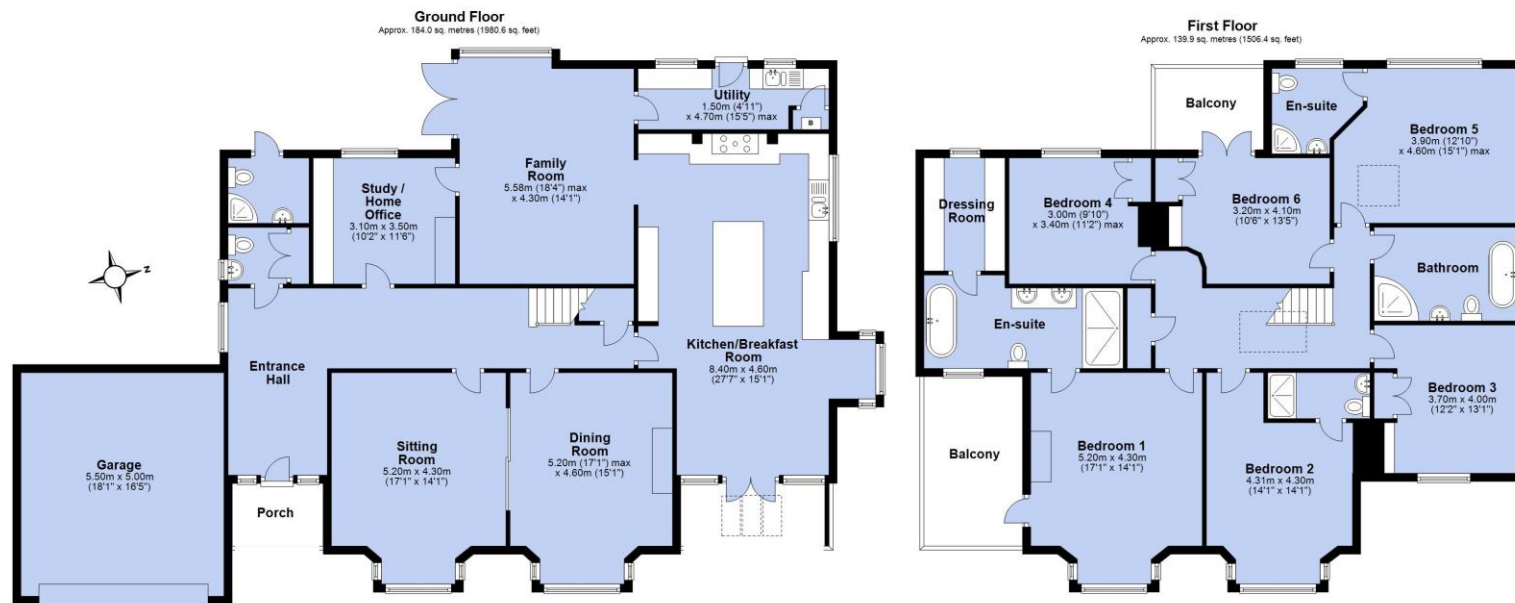 Ground Floor
Approx. 184.0 sq. metres (1980.6 sq. feet)
Utility
1.50m (4'11")
x 4.70m (15'5") max
Family
Room
5.58m (18'4") max
x 4.30m (14'1")
Study /
Home
Office
3.10m x 3.50m
(10'2" x 11'6")
N
Kitchen/Breakfast
Room
8.40m x 4.60m
(27'7" x 15'1")
Entrance
Hall
Garage
5.50m x 5.00m
(18'1" x 16'5")
Sitting
Room
5.20m x 4.30m
(17'1" x 14'1")
Dining
Room
5.20m (17'1") max
x 4.60m (15'1")
Porch
First Floor
Approx. 139.9 sq. metres (1506.4 sq. feet)
Balcony
En-suite
Bedroom 5
3.90m (12'10")
x 4.60m (15'1") max
Dressing
Room
Bedroom 4
3.00m (9'10")
x 3.40m (11'2") max
Bedroom 6
3.20m x 4.10m
(10'6" x 13'5")
Bathroom
En-suite
Bedroom 3
3.70m x 4.00m
(12'2" x 13'1")
Balcony
Bedroom 1
5.20m x 4.30m
(17'1" x 14'1")
Bedroom 2
4.31m x 4.30m
(14'1" x 14'1")